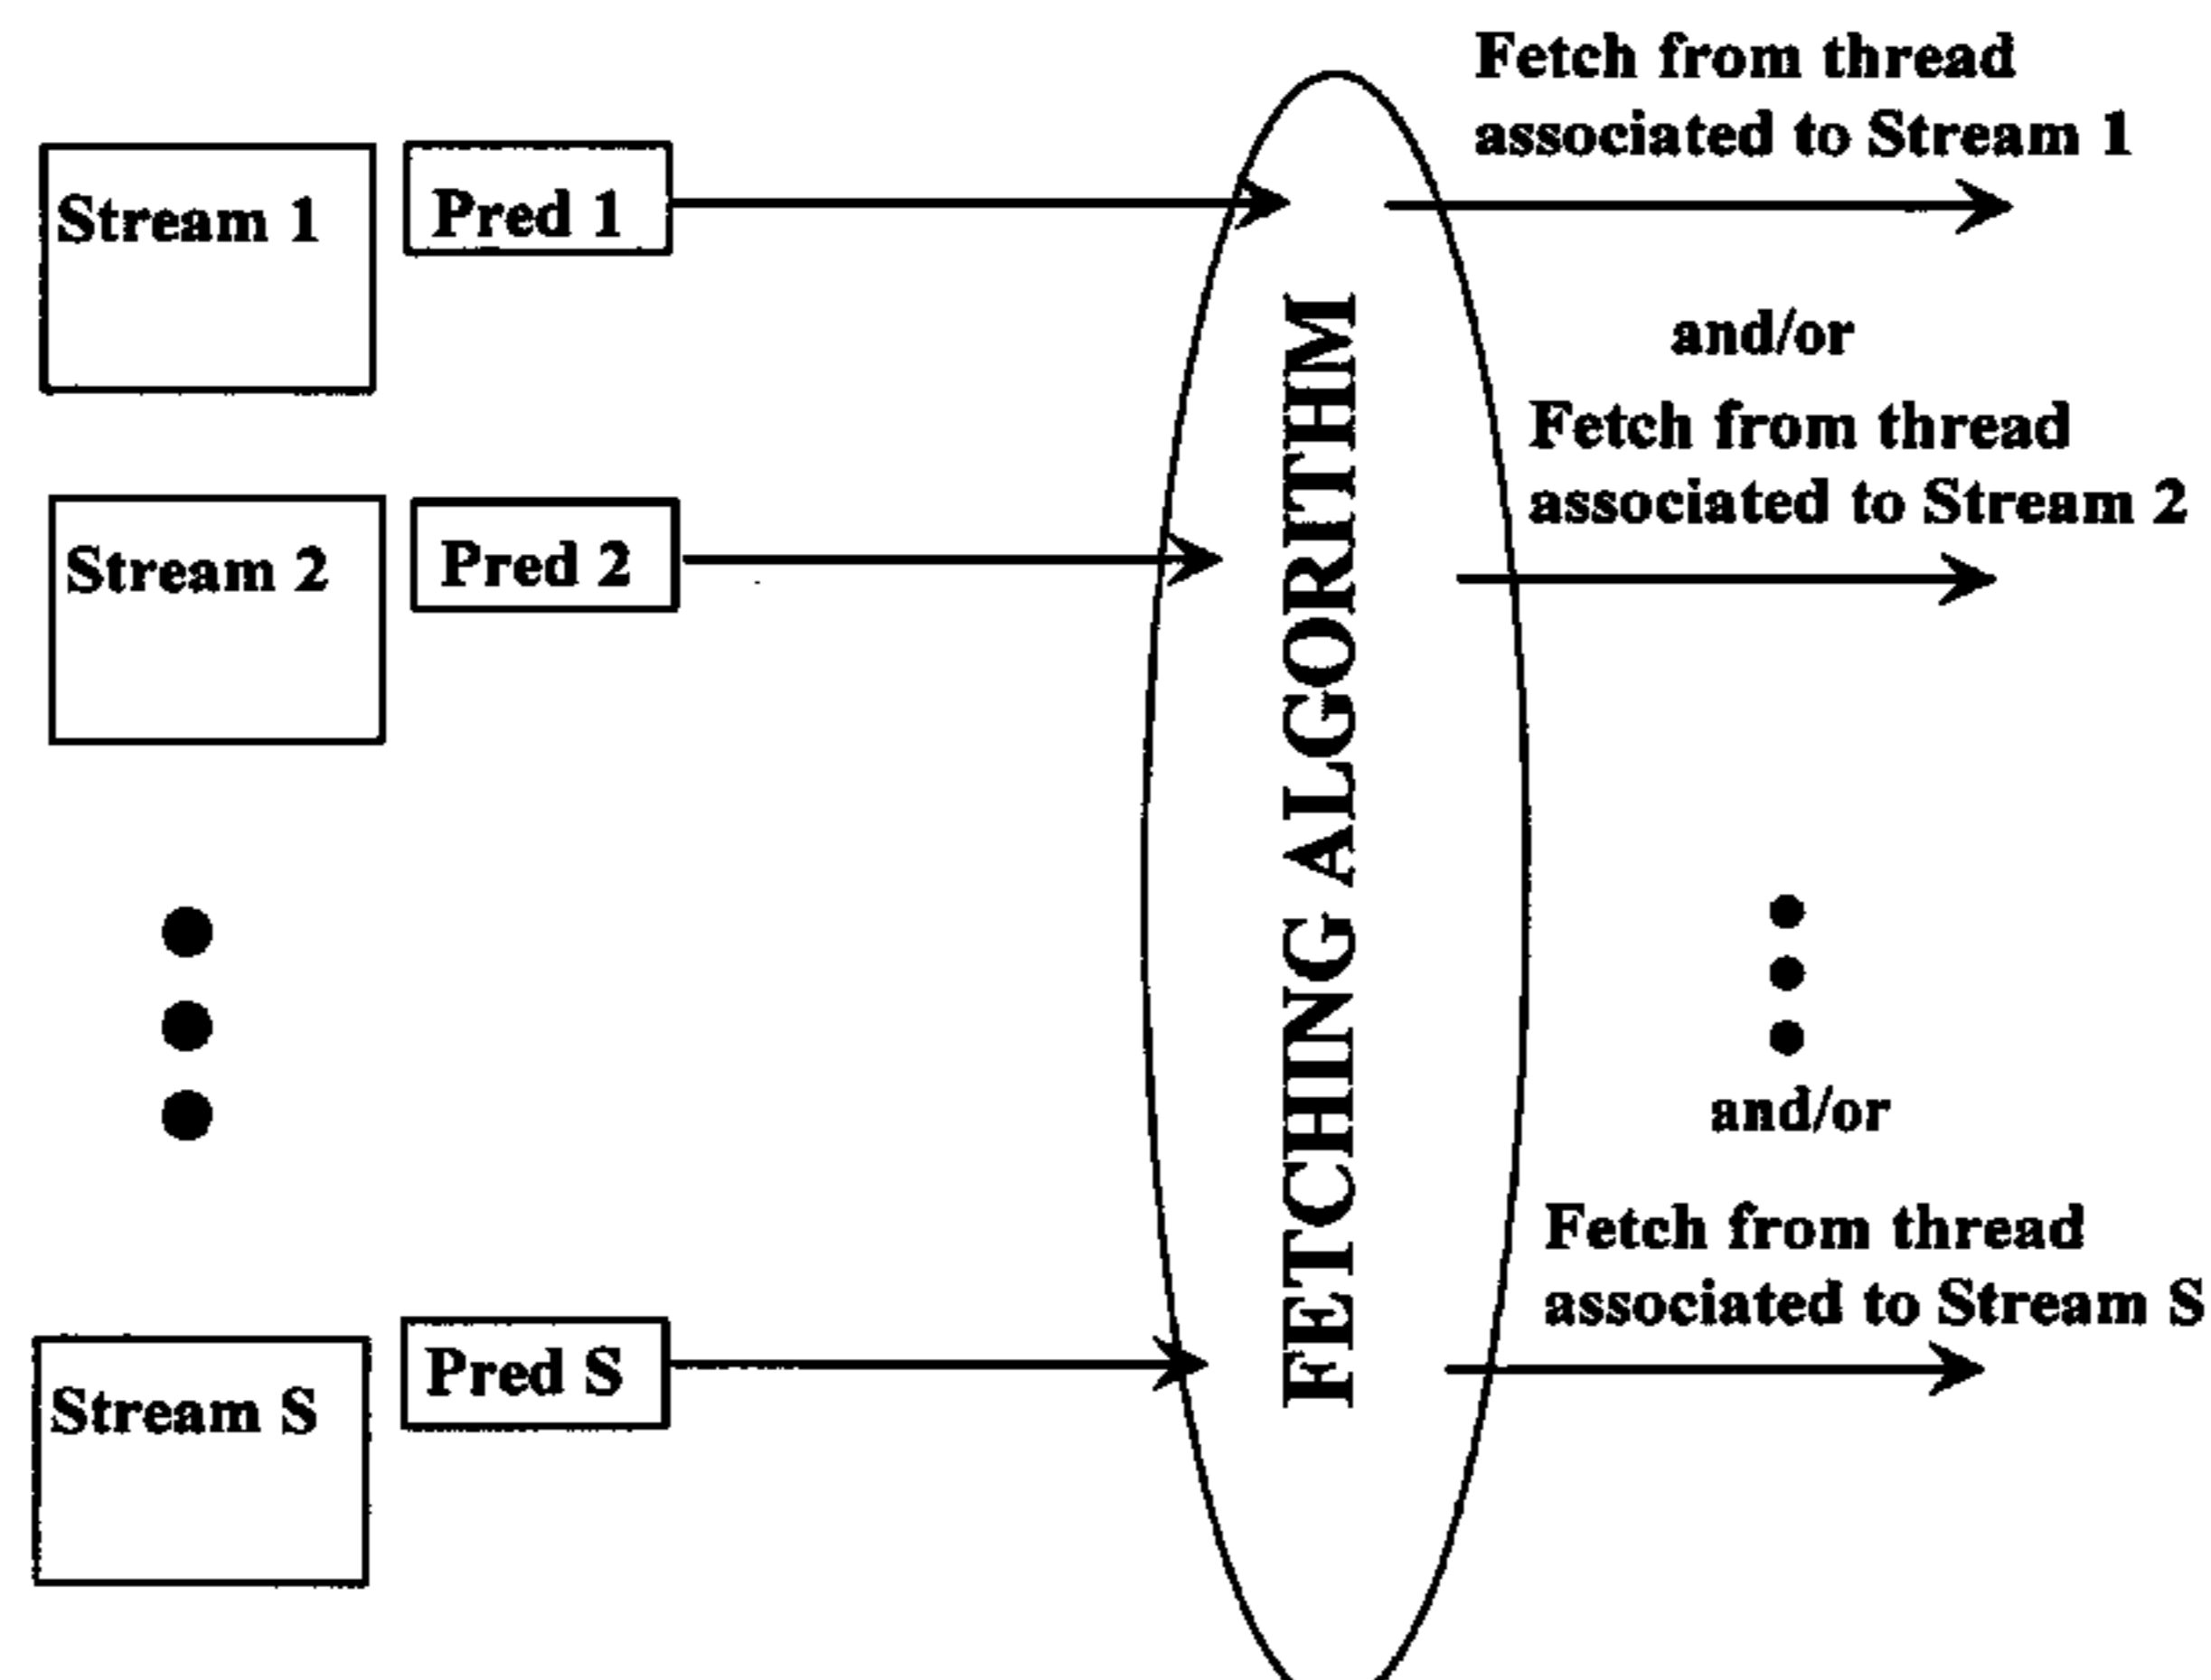 Fetch from thread
associated to Stream 1
Stream 1
Pred 1
and/or
Fetch from thread
associated to Stream 2
Stream 2
Pred 2
FETCHING ALGORITHM
and/or
Fetch from thread
associated to Stream S
Stream S
Pred S